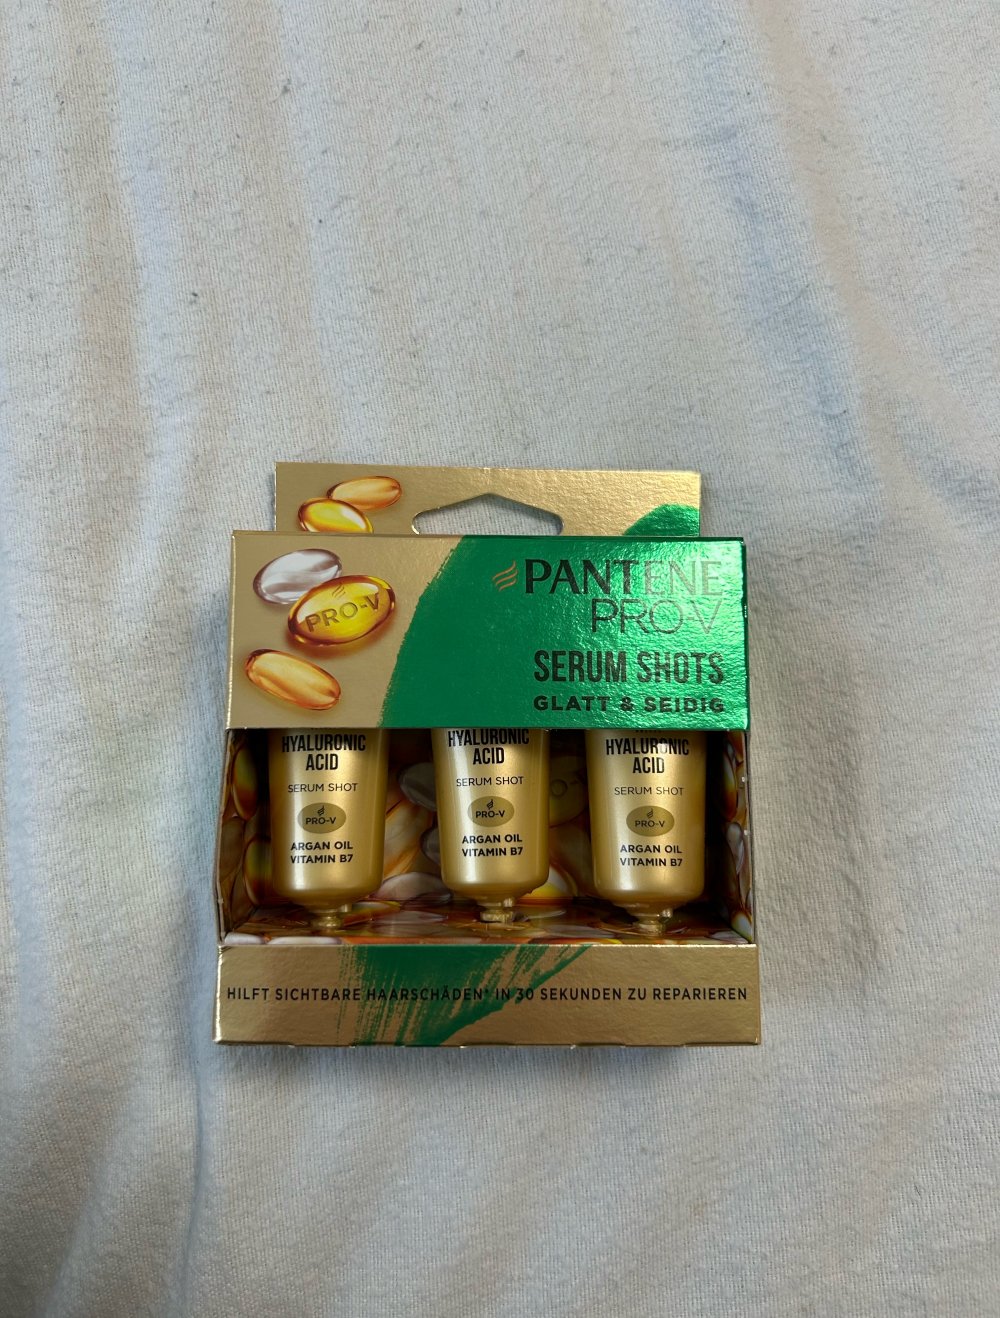 PRO-V
PANTENE
PRO-V
SERUM SHOTS
GLATT & SEIDIG
HYALURONIC
ACID
SERUM SHOT
PRO-V
ARGAN OIL
VITAMIN B7
HYALURONIC
ACID
SERUM SHOT
PRO-V
ARGAN OIL
VITAMIN B7
HYALURONIC
ACID
SERUM SHOT
PRO-V
ARGAN OIL
VITAMIN B7
HILFT SICHTBARE HAARSCHÄDEN* IN 30 SEKUNDEN ZU REPARIEREN